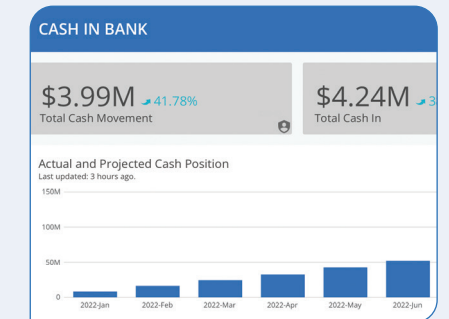 CASH IN BANK
$3.99M 41.78%
Total Cash Movement
$4.24M 3
Total Cash In
Actual and Projected Cash Position
Last updated: 3 hours ago.
150M
100M
50M
0
2022-Jan 2022-Feb 2022-Mar 2022-Apr 2022-May 2022-Jun